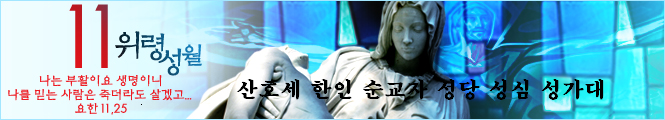 11 위령성월
나는 부활이요 생명이니
나를 믿는 사람은 죽더라도 살겠고...
요한11,25
산호세 한인 순교자 성당 성심 성가대